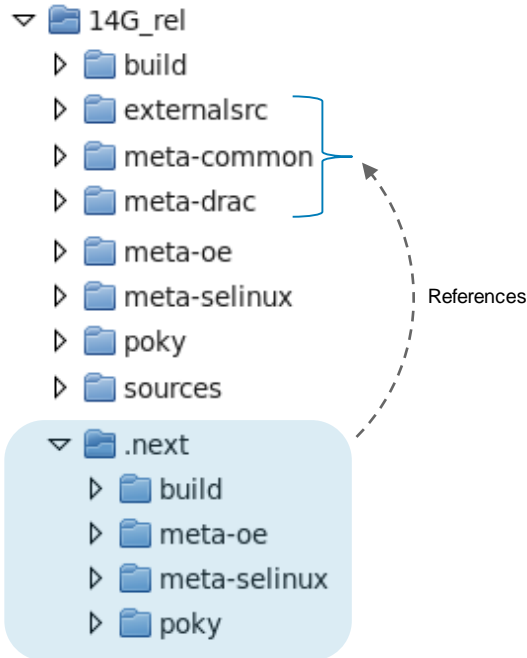 14G_rel
build
externalsrc
meta-common
meta-drac
meta-oe
meta-selinux
References
poky
sources
.next
build
meta-oe
meta-selinux
poky